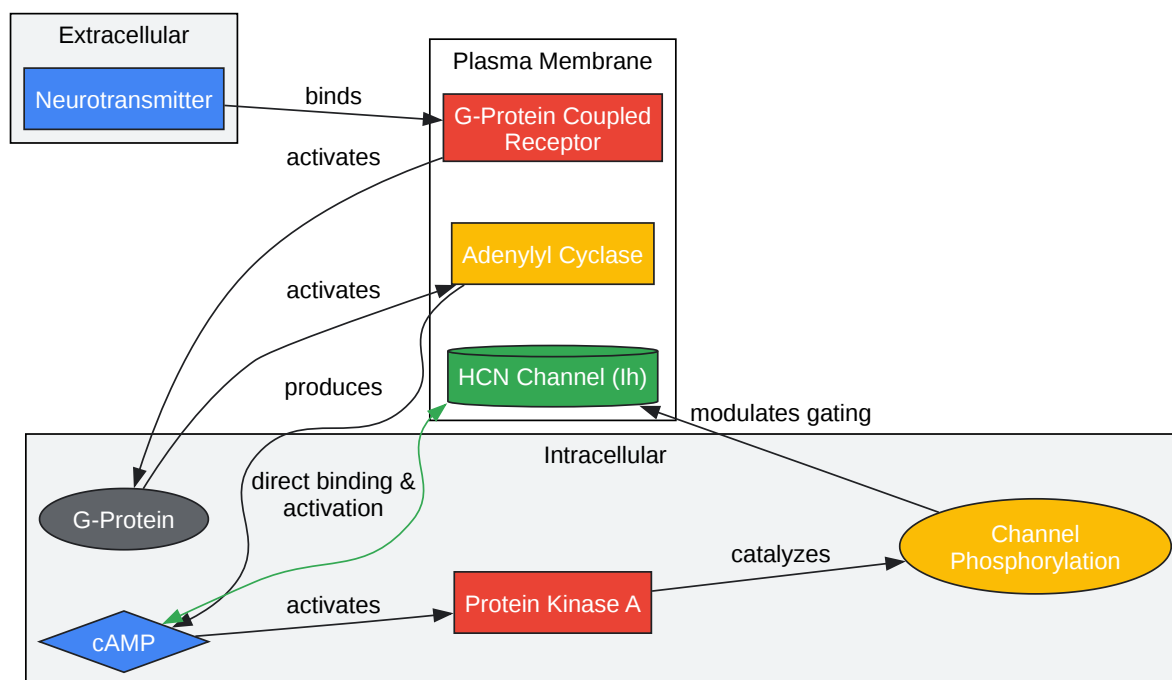 Extracellular
Neurotransmitter
binds
Plasma Membrane
G-Protein Coupled
Receptor
activates
Adenylyl Cyclase
activates
HCN Channel (Ih)
produces
modulates gating
Intracellular
direct binding &
activation
G-Protein
Channel
Phosphorylation
catalyzes
Protein Kinase A
activates
cAMP